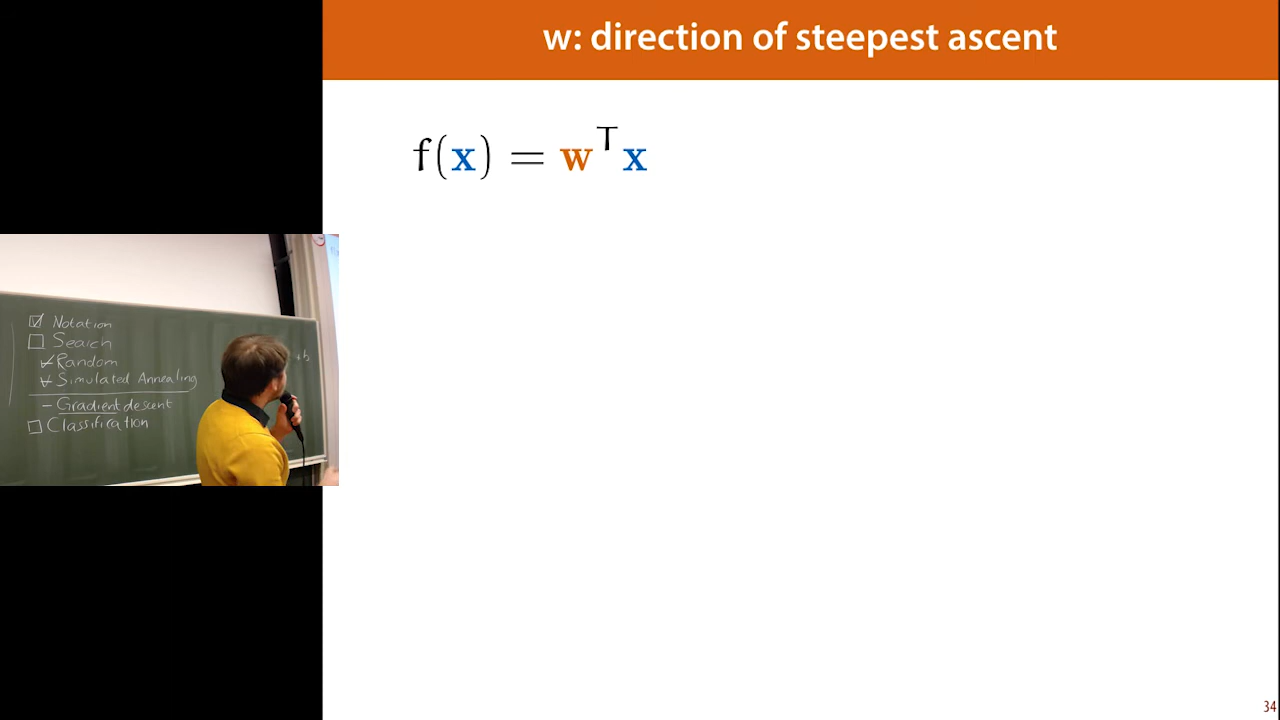 w: direction of steepest ascent
f(x) = wᵀx
☑ Notation
☐ Search
✓ Random
✓ Simulated Annealing
– Gradient descent
☐ Classification
+b
34